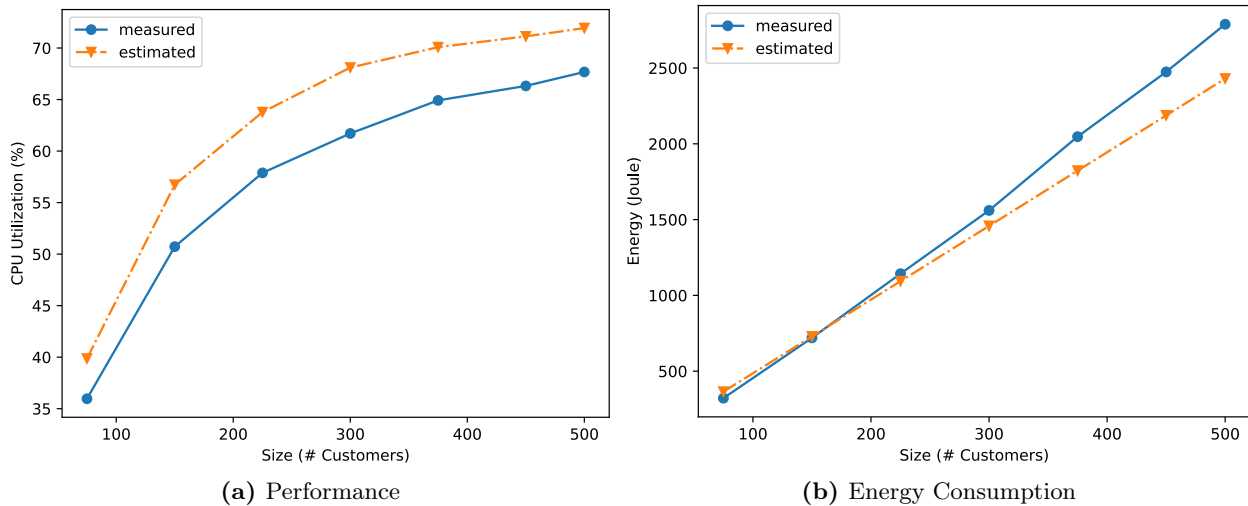 measured
estimated
CPU Utilization (%)
70
65
60
55
50
45
40
35
100 200 300 400 500
Size (# Customers)
(a) Performance
measured
estimated
Energy (Joule)
2500
2000
1500
1000
500
100 200 300 400 500
Size (# Customers)
(b) Energy Consumption